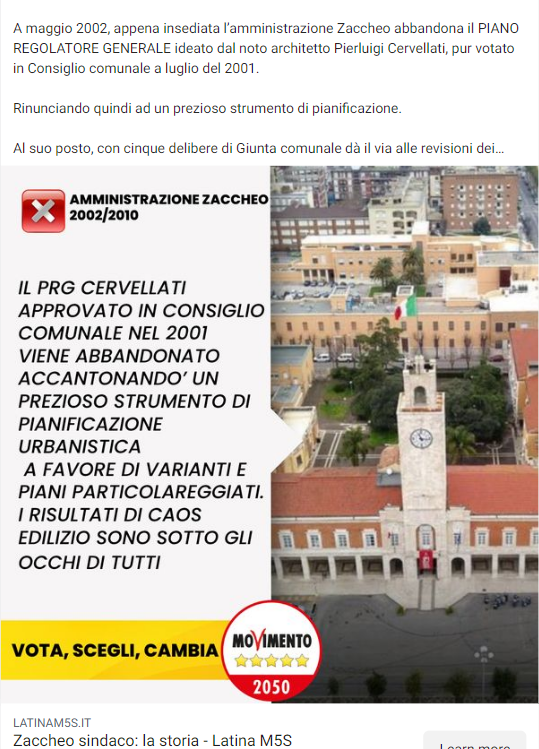 A maggio 2002, appena insediata l'amministrazione Zaccheo abbandona il PIANO
REGOLATORE GENERALE ideato dal noto architetto Pierluigi Cervellati, pur votato
in Consiglio comunale a luglio del 2001.
Rinunciando quindi ad un prezioso strumento di pianificazione.
Al suo posto, con cinque delibere di Giunta comunale dà il via alle revisioni dei...
AMMINISTRAZIONE ZACCHEO
2002/2010
IL PRG CERVELLATI
APPROVATO IN CONSIGLIO
COMUNALE NEL 2001
VIENE ABBANDONATO
ACCANTONANDO' UN
PREZIOSO STRUMENTO DI
PIANIFICAZIONE
URBANISTICA
A FAVORE DI VARIANTI E
PIANI PARTICOLAREGGIATI.
I RISULTATI DI CAOS
EDILIZIO SONO SOTTO GLI
OCCHI DI TUTTI
VOTA, SCEGLI, CAMBIA
MOVIMENTO
2050
LATINAM5S.IT
Zaccheo sindaco: la storia - Latina M5S
Learn more